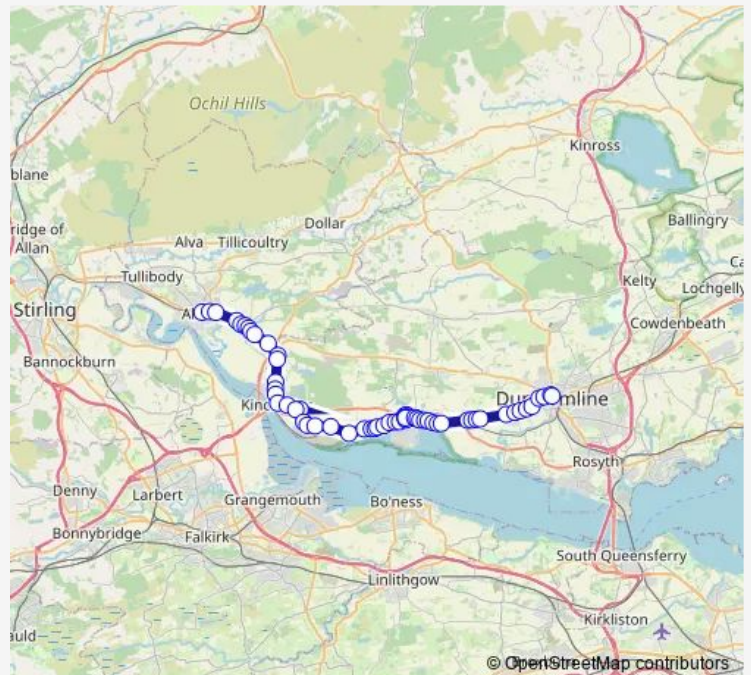 Ochil Hills
Kinross
blane
Dollar
Ballingry
ridge of
Allan
Alva
Tillicoultry
Tullibody
Kelty
Lochgelly
Stirling
Cowdenbeath
Bannockburn
Rosyth
Denny
Larbert
Grangemouth
Bo'ness
Bonnybridge
Falkirk
South Queensferry
Linlithgow
Kirkliston
auld
© OpenStreetMap contributors